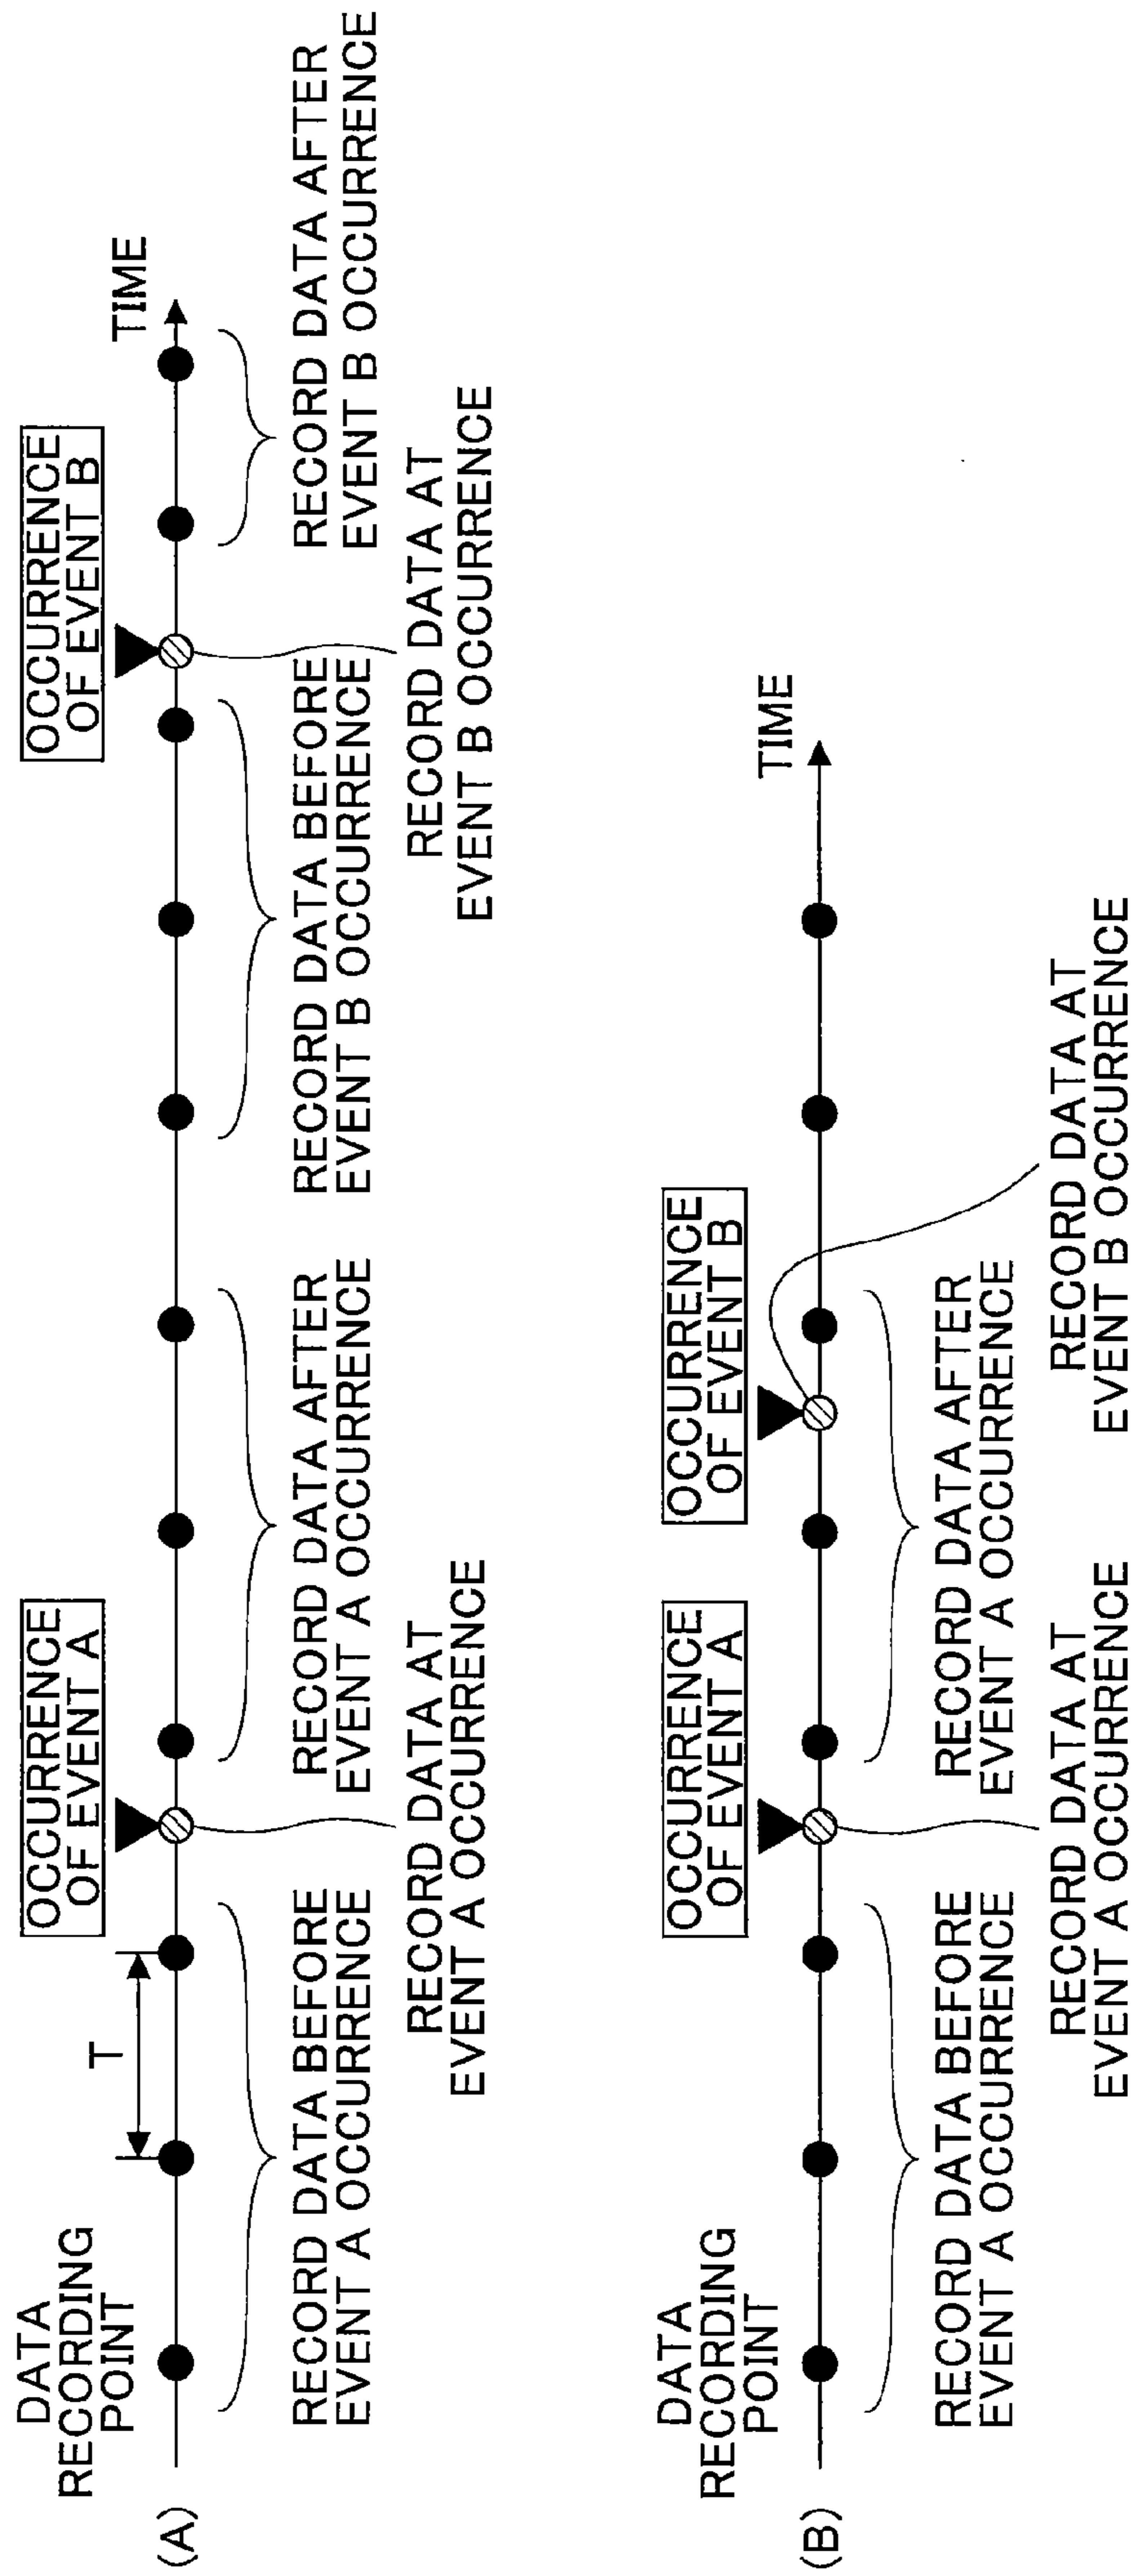 (A)
DATA
RECORDING
POINT
T
OCCURRENCE
OF EVENT A
OCCURRENCE
OF EVENT B
TIME
RECORD DATA BEFORE
EVENT A OCCURRENCE
RECORD DATA AT
EVENT A OCCURRENCE
RECORD DATA AFTER
EVENT A OCCURRENCE
RECORD DATA BEFORE
EVENT B OCCURRENCE
RECORD DATA AT
EVENT B OCCURRENCE
RECORD DATA AFTER
EVENT B OCCURRENCE
(B)
DATA
RECORDING
POINT
OCCURRENCE
OF EVENT A
OCCURRENCE
OF EVENT B
TIME
RECORD DATA BEFORE
EVENT A OCCURRENCE
RECORD DATA AT
EVENT A OCCURRENCE
RECORD DATA AFTER
EVENT A OCCURRENCE
RECORD DATA AT
EVENT B OCCURRENCE